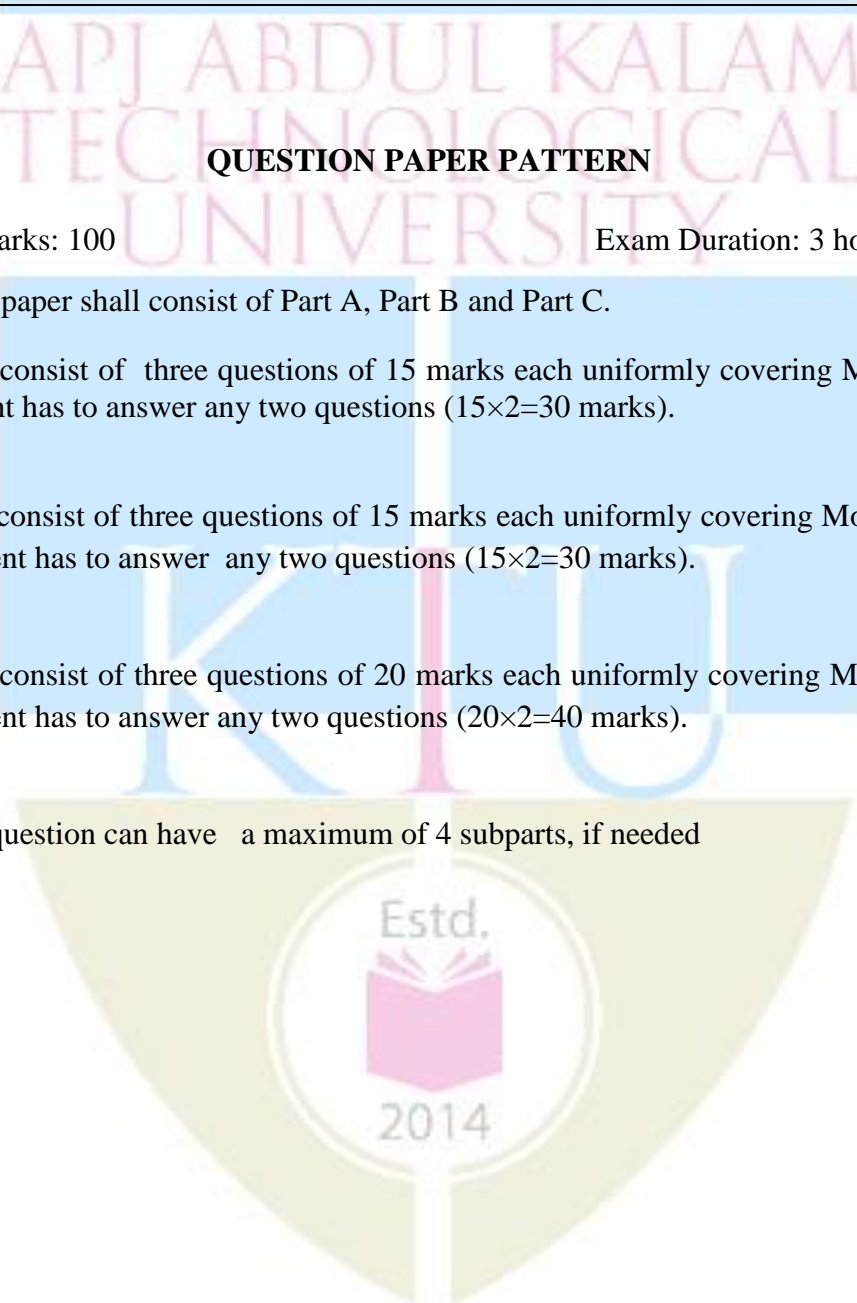 APJ ABDUL KALAM
TECHNOLOGICAL
UNIVERSITY
QUESTION PAPER PATTERN
arks: 100 Exam Duration: 3 ho
paper shall consist of Part A, Part B and Part C.
consist of three questions of 15 marks each uniformly covering M
nt has to answer any two questions (15×2=30 marks).
consist of three questions of 15 marks each uniformly covering Mo
ent has to answer any two questions (15×2=30 marks).
consist of three questions of 20 marks each uniformly covering M
ent has to answer any two questions (20×2=40 marks).
question can have a maximum of 4 subparts, if needed
KTU
Estd.
2014